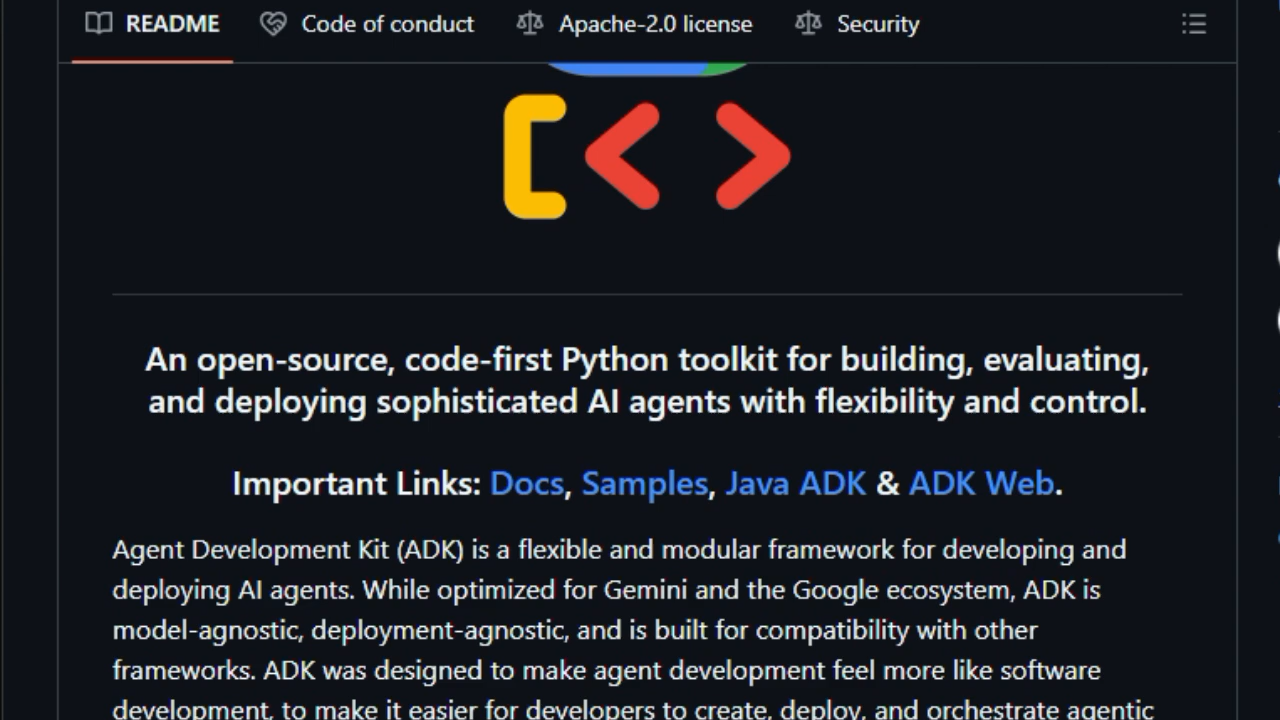 README Code of conduct Apache-2.0 license Security
An open-source, code-first Python toolkit for building, evaluating,
and deploying sophisticated AI agents with flexibility and control.
Important Links: Docs, Samples, Java ADK & ADK Web.
Agent Development Kit (ADK) is a flexible and modular framework for developing and
deploying AI agents. While optimized for Gemini and the Google ecosystem, ADK is
model-agnostic, deployment-agnostic, and is built for compatibility with other
frameworks. ADK was designed to make agent development feel more like software
development, to make it easier for developers to create, deploy, and orchestrate agentic